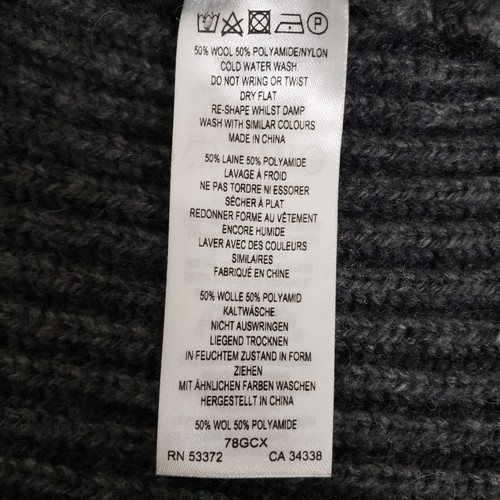 50% WOOL 50% POLYAMIDE/NYLON
COLD WATER WASH
DO NOT WRING OR TWIST
DRY FLAT
RE-SHAPE WHILST DAMP
WASH WITH SIMILAR COLOURS
MADE IN CHINA
50% LAINE 50% POLYAMIDE
LAVAGE À FROID
NE PAS TORDRE NI ESSORER
SÉCHER À PLAT
REDONNER FORME AU VÊTEMENT
ENCORE HUMIDE
LAVER AVEC DES COULEURS
SIMILAIRES
FABRIQUÉ EN CHINE
50% WOLLE 50% POLYAMID
KALTWÄSCHE
NICHT AUSWRINGEN
LIEGEND TROCKNEN
IN FEUCHTEM ZUSTAND IN FORM
ZIEHEN
MIT ÄHNLICHEN FARBEN WASCHEN
HERGESTELLT IN CHINA
50% WOL 50% POLYAMIDE
78GCX
RN 53372 CA 34338